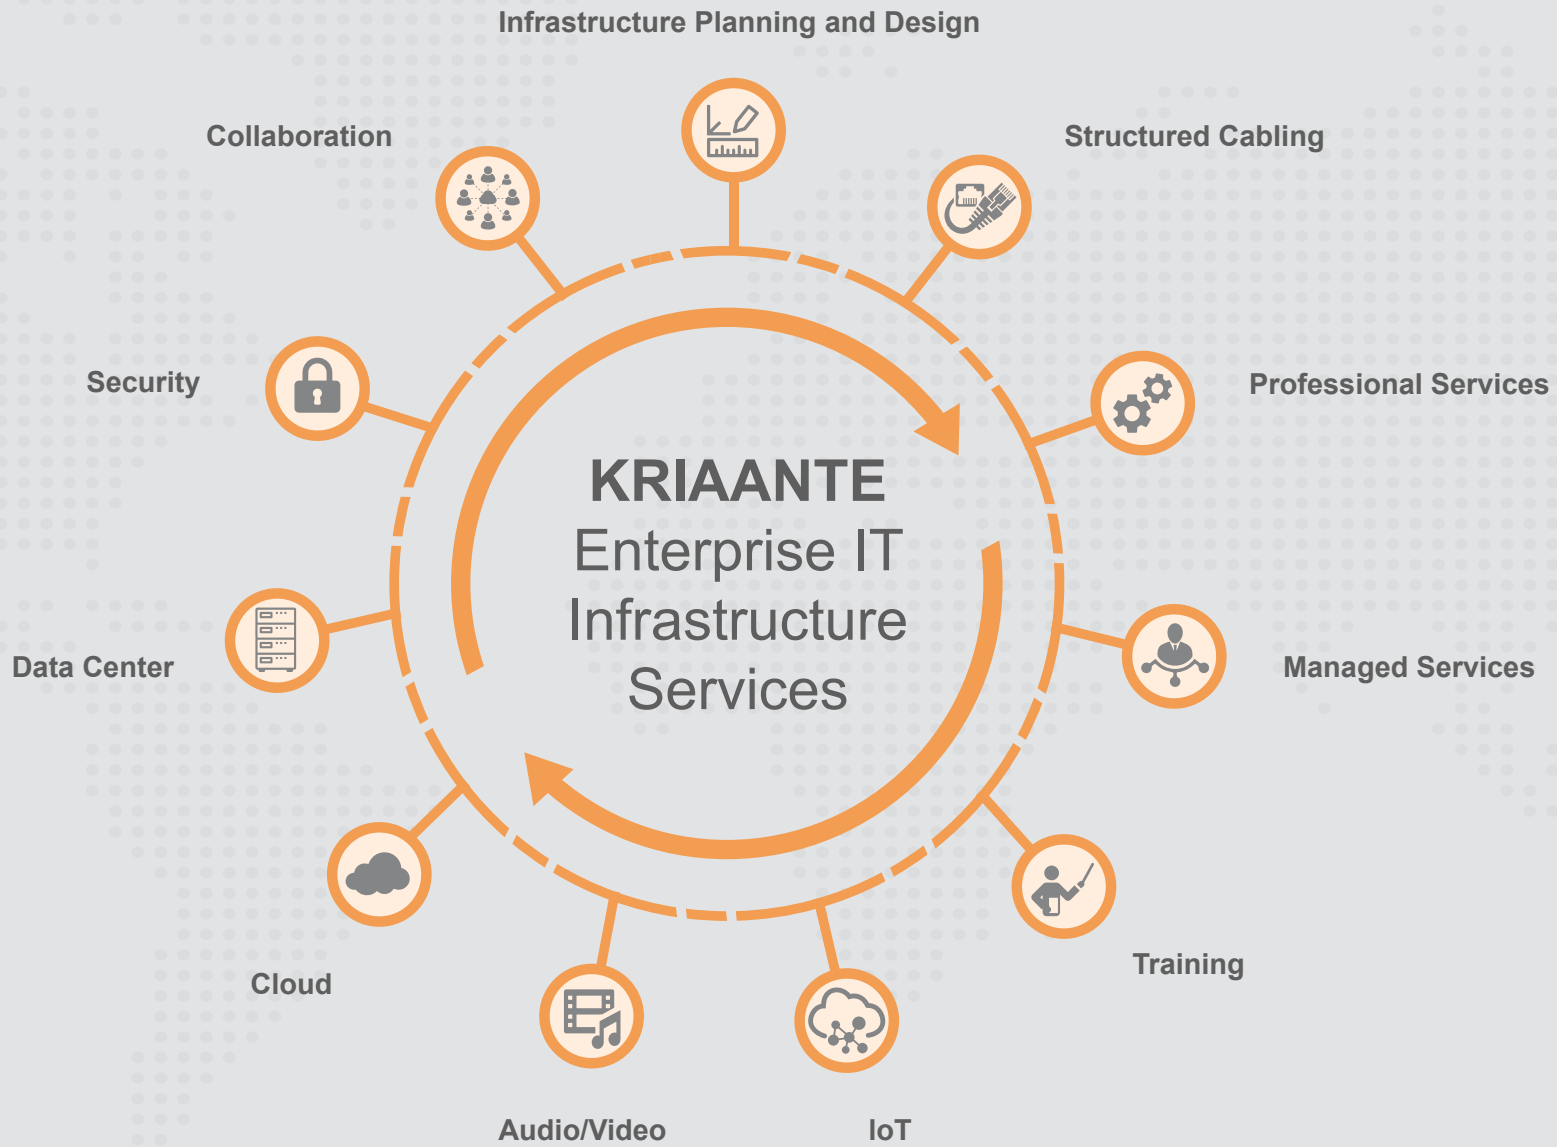 Infrastructure Planning and Design
Collaboration
Structured Cabling
Security
Professional Services
KRIAANTE
Enterprise IT
Infrastructure
Services
Data Center
Managed Services
Cloud
Training
Audio/Video
IoT